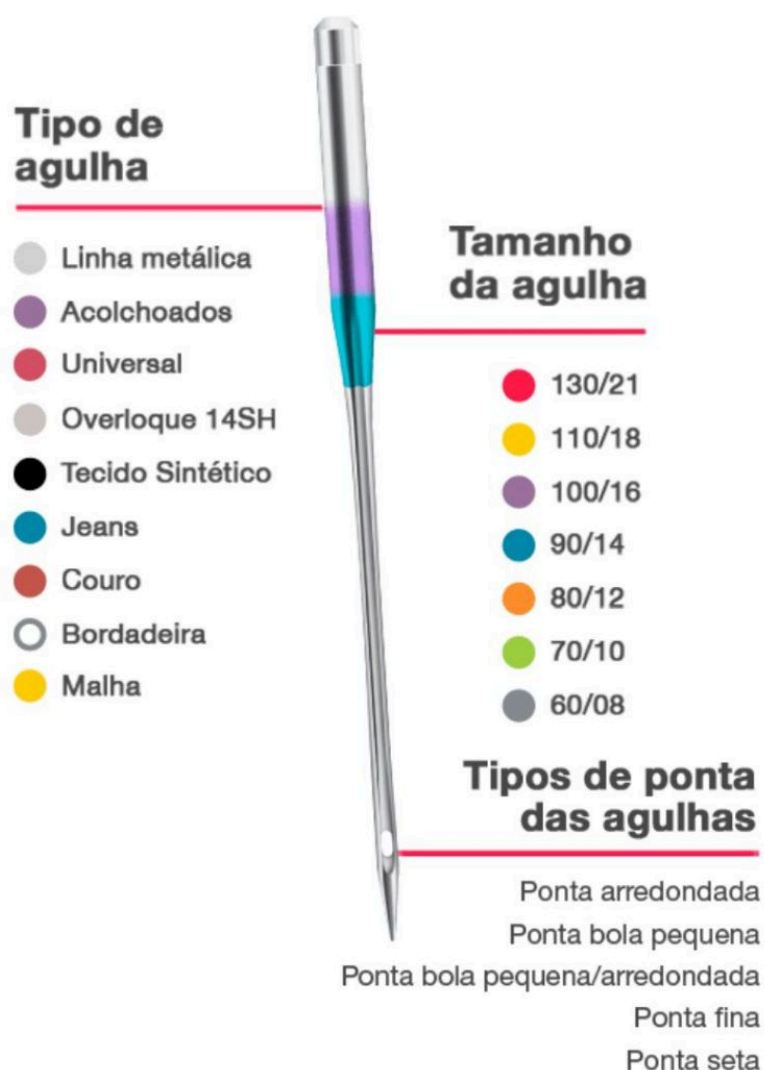 Tipo de
agulha
Linha metálica
Acolchoados
Universal
Overloque 14SH
Tecido Sintético
Jeans
Couro
Bordadeira
Malha
Tamanho
da agulha
130/21
110/18
100/16
90/14
80/12
70/10
60/08
Tipos de ponta
das agulhas
Ponta arredondada
Ponta bola pequena
Ponta bola pequena/arredondada
Ponta fina
Ponta seta